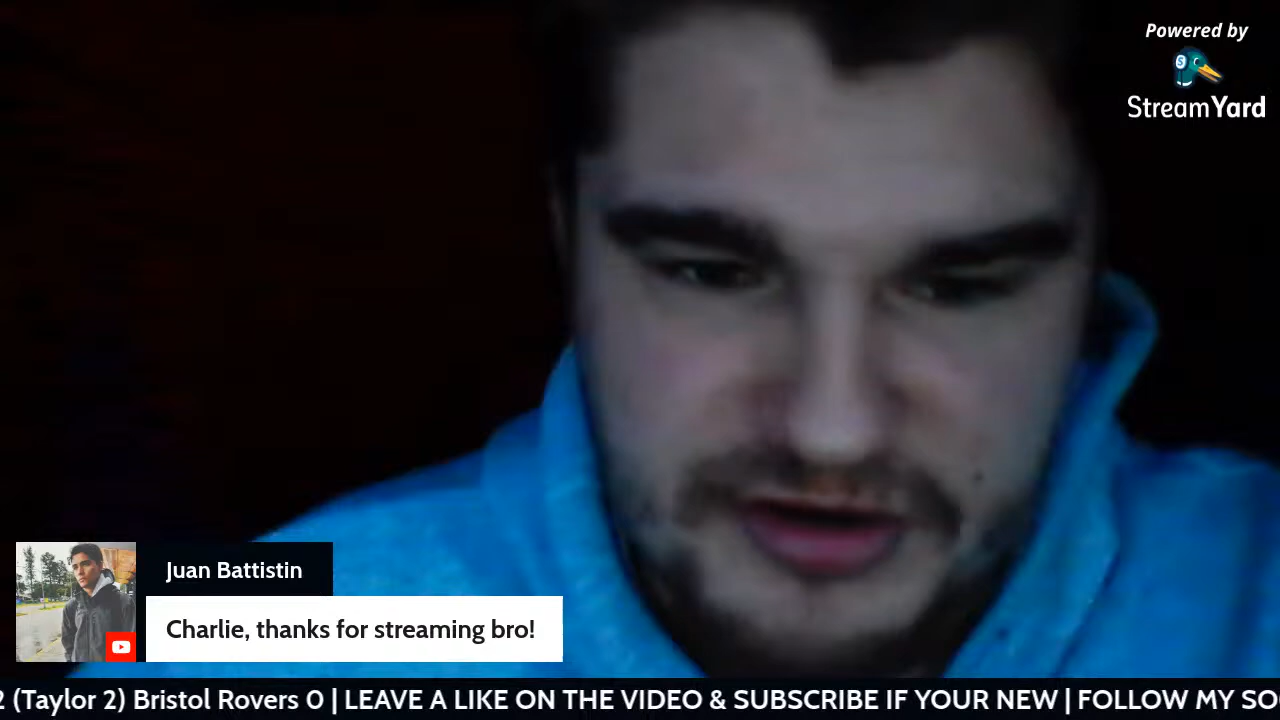 Powered by
StreamYard
Juan Battistin
Charlie, thanks for streaming bro!
2 (Taylor 2) Bristol Rovers 0 | LEAVE A LIKE ON THE VIDEO & SUBSCRIBE IF YOUR NEW | FOLLOW MY SO